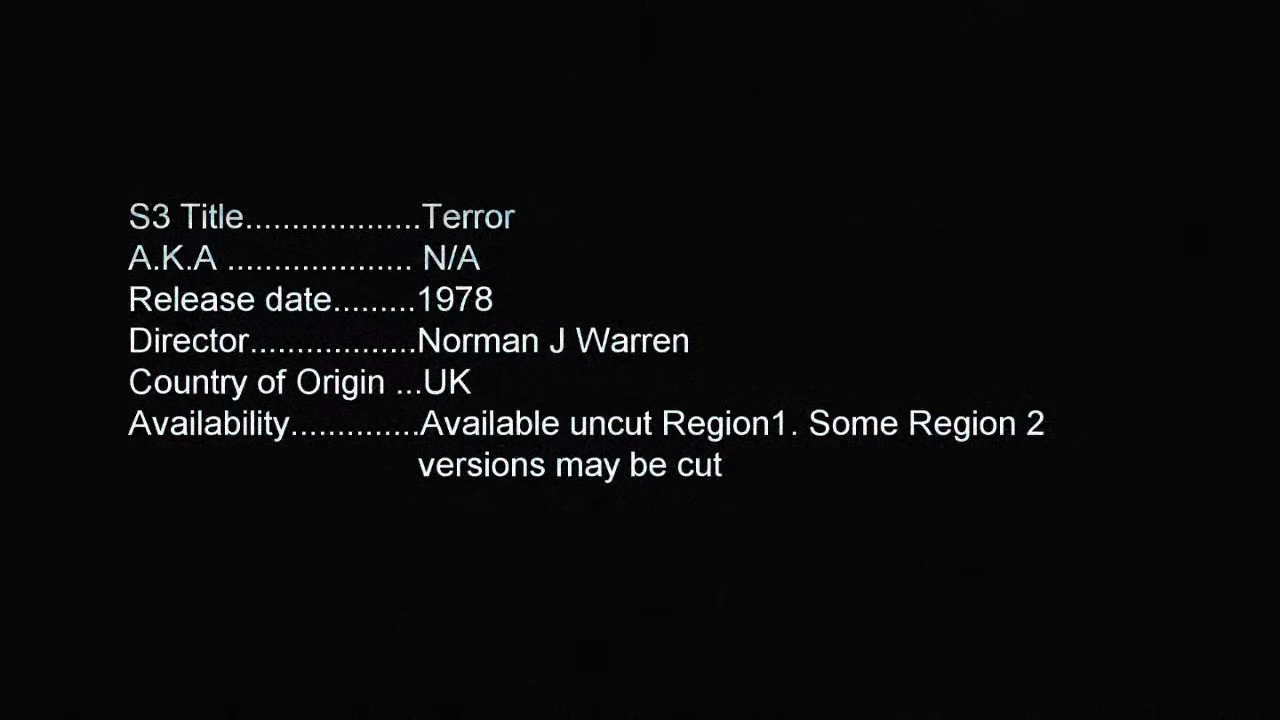 S3 Title...................Terror
A.K.A .................... N/A
Release date.........1978
Director..................Norman J Warren
Country of Origin ...UK
Availability..............Available uncut Region1. Some Region 2
versions may be cut